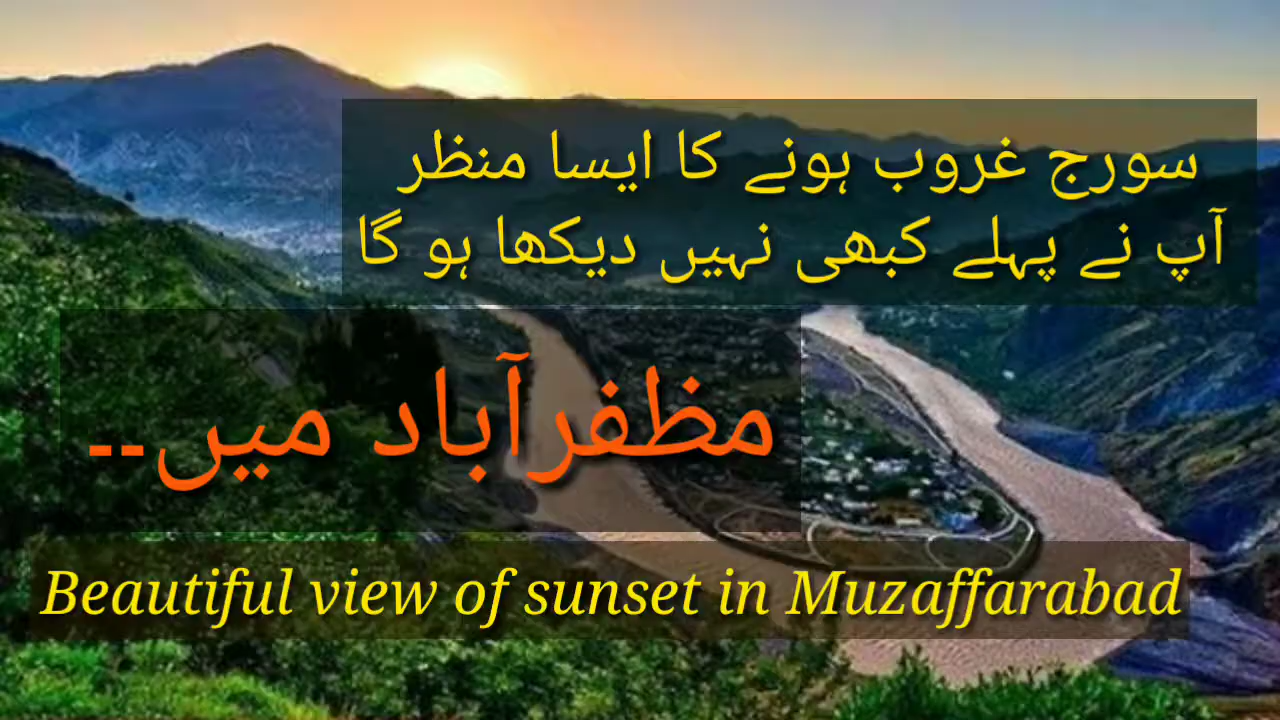 سورج غروب ہونے کا ایسا منظر
آپ نے پہلے کبھی نہیں دیکھا ہو گا
مظفرآباد میں--
Beautiful view of sunset in Muzaffarabad